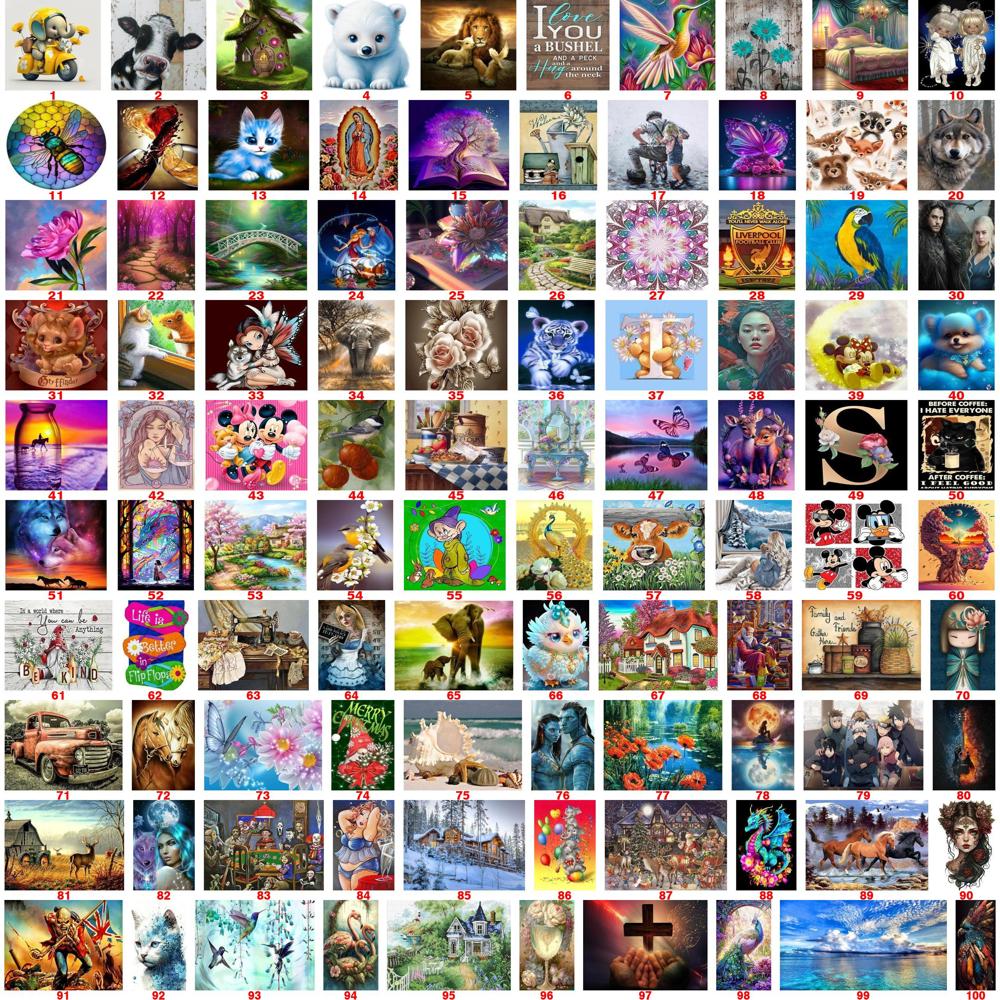 I love
YOU
a BUSHEL
AND A PECK
and a
Hug around
the neck
1 2 3 4 5 6 7 8 9 10
Welcome
11 12 13 14 15 16 17 18 19 20
YOU'LL NEVER WALK ALONE
LIVERPOOL
FOOTBALL CLUB
21 22 23 24 25 26 27 28 29 30
Gryffindor
I
31 32 33 34 35 36 37 38 39 40
S
BEFORE COFFEE:
I HATE EVERYONE
AFTER COFFEE:
I FEEL GOOD
ABOUT HATING EVERYONE
41 42 43 44 45 46 47 48 49 50
51 52 53 54 55 56 57 58 59 60
In a world where
You can be
Anything
BE KIND
Life is
Better
in
Flip Flops
Family
and
Friends
Gather
Here
61 62 63 64 65 66 67 68 69 70
MERRY
CHRISTMAS
71 72 73 74 75 76 77 78 79 80
81 82 83 84 85 86 87 88 89 90
91 92 93 94 95 96 97 98 99 100